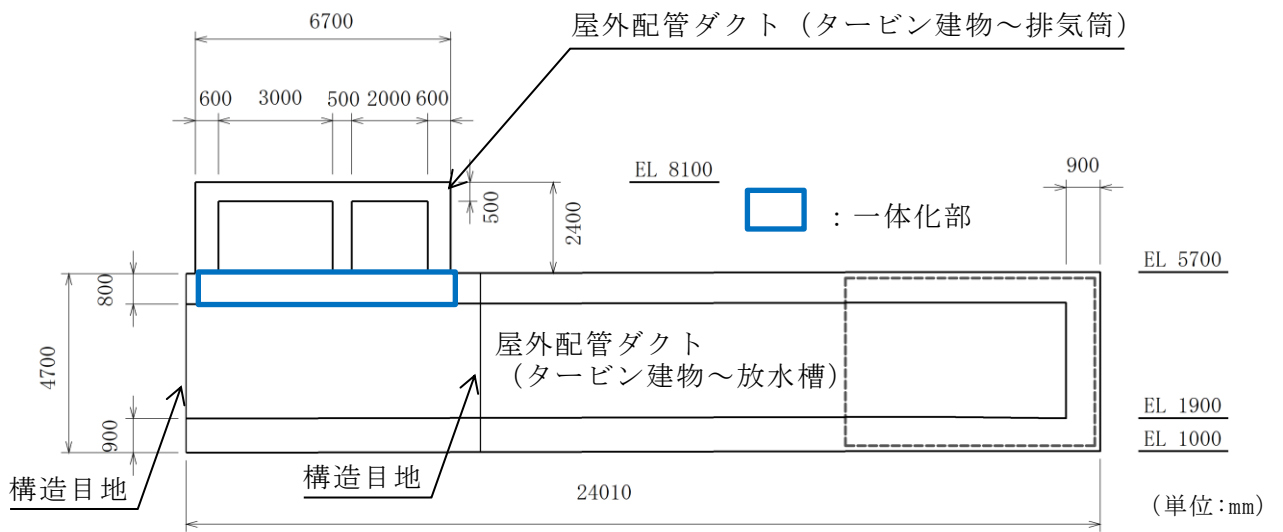 6700
屋外配管ダクト（タービン建物～排気筒）
600 3000 500 2000 600
EL 8100
900
500
2400
：一体化部
EL 5700
800
4700
屋外配管ダクト
（タービン建物～放水槽）
900
EL 1900
EL 1000
構造目地
構造目地
24010
（単位:mm）